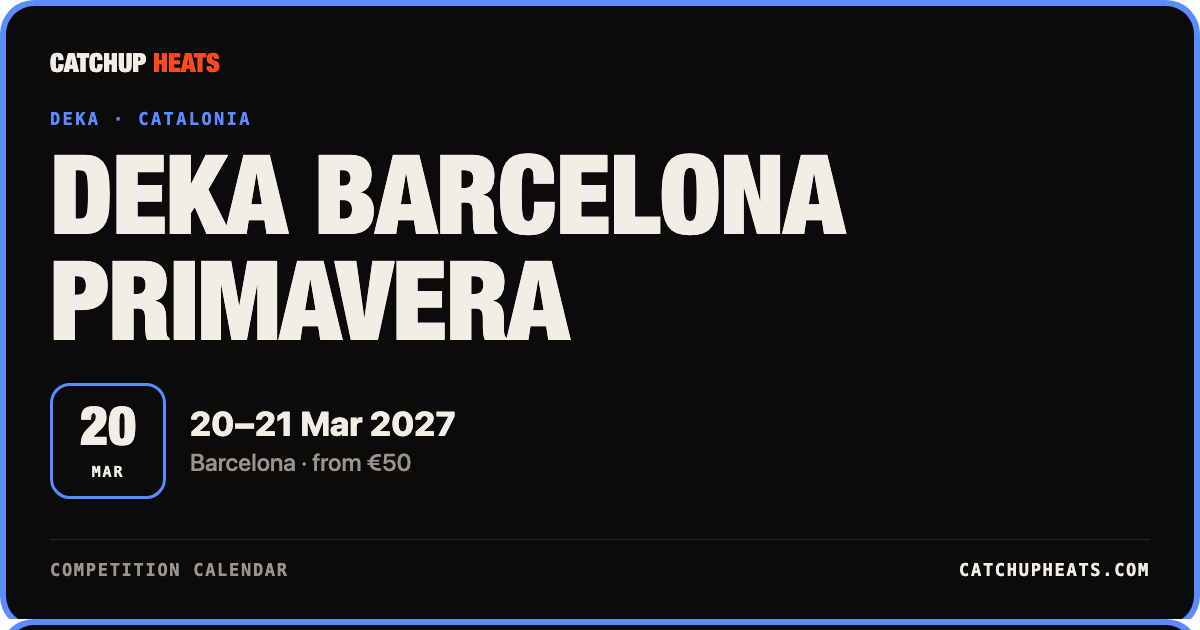 CATCHUP HEATS
DEKA · CATALONIA
DEKA BARCELONA
PRIMAVERA
20
MAR
20–21 Mar 2027
Barcelona · from €50
COMPETITION CALENDAR
CATCHUPHEATS.COM